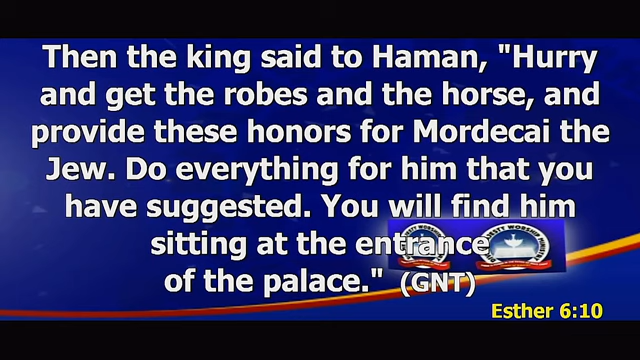 Then the king said to Haman, "Hurry
and get the robes and the horse, and
provide these honors for Mordecai the
Jew. Do everything for him that you
have suggested. You will find him
sitting at the entrance
of the palace." (GNT)
Esther 6:10